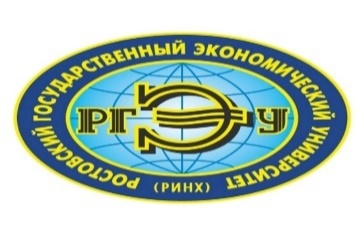 РОСТОВСКИЙ ГОСУДАРСТВЕННЫЙ ЭКОНОМИЧЕСКИЙ УНИВЕРСИТЕТ
РГЭУ
(РИНХ)